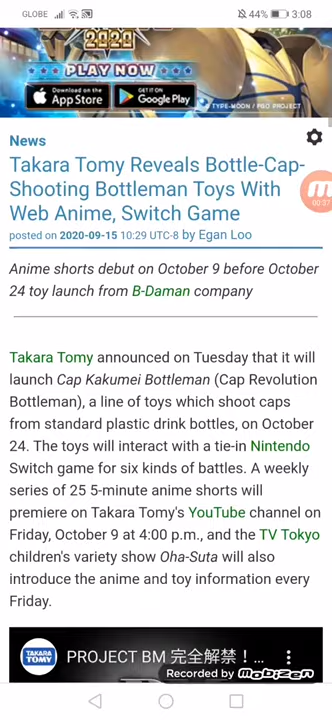 GLOBE 44% 3:08
2020
PLAY NOW
Download on the App Store GET IT ON Google Play
TYPE-MOON / FGO PROJECT
News
Takara Tomy Reveals Bottle-Cap-
Shooting Bottleman Toys With
Web Anime, Switch Game
00:37
posted on 2020-09-15 10:29 UTC-8 by Egan Loo
Anime shorts debut on October 9 before October
24 toy launch from B-Daman company
Takara Tomy announced on Tuesday that it will
launch Cap Kakumei Bottleman (Cap Revolution
Bottleman), a line of toys which shoot caps
from standard plastic drink bottles, on October
24. The toys will interact with a tie-in Nintendo
Switch game for six kinds of battles. A weekly
series of 25 5-minute anime shorts will
premiere on Takara Tomy's YouTube channel on
Friday, October 9 at 4:00 p.m., and the TV Tokyo
children's variety show Oha-Suta will also
introduce the anime and toy information every
Friday.
TAKARA TOMY PROJECT BM 完全解禁！...
Recorded by mobizen